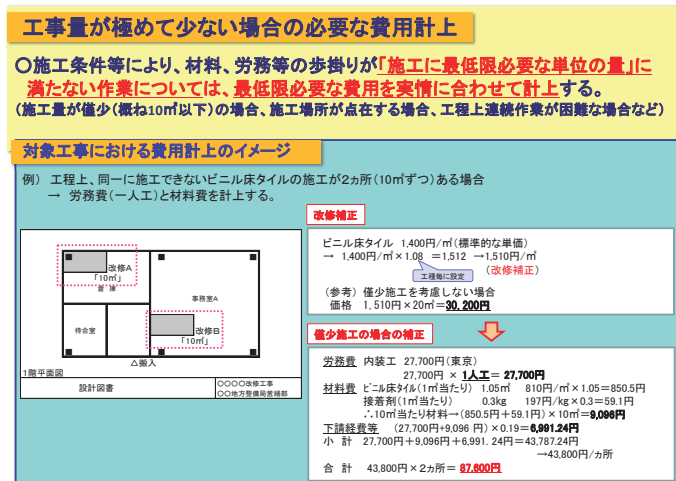 工事量が極めて少ない場合の必要な費用計上
〇施工条件等により、材料、労務等の歩掛りが「施工に最低限必要な単位の量」に
満たない作業については、最低限必要な費用を実情に合わせて計上する。
(施工量が僅少(概ね10㎡以下)の場合、施工場所が点在する場合、工程上連続作業が困難な場合など)
対象工事における費用計上のイメージ
例) 工程上、同一に施工できないビニル床タイルの施工が2ヵ所(10㎡ずつ)ある場合
→ 労務費(一人工)と材料費を計上する。
改修A
「10㎡」
倉 庫
事務室A
待合室
改修B
「10㎡」
△搬入
1階平面図
設計図書
〇〇〇〇改修工事
〇〇地方整備局営繕部
改修補正
ビニル床タイル 1,400円/㎡(標準的な単価)
→ 1,400円/㎡×1.08 =1,512 →1,510円/㎡
(改修補正)
工種毎に設定
(参考) 僅少施工を考慮しない場合
価格 1,510円×20㎡=30,200円
僅少施工の場合の補正
労務費 内装工 27,700円(東京)
27,700円 × 1人工= 27,700円
材料費 ビニル床タイル(1㎡当たり) 1.05㎡ 810円/㎡×1.05=850.5円
接着剤(1㎡当たり) 0.3kg 197円/kg×0.3=59.1円
∴10㎡当たり材料→(850.5円+59.1円)×10㎡=9,096円
下請経費等 (27,700円+9,096 円)×0.19=6,991.24円
小 計 27,700円+9,096円+6,991. 24円=43,787.24円
→43,800円/ヵ所
合 計 43,800円×2ヵ所= 87,600円